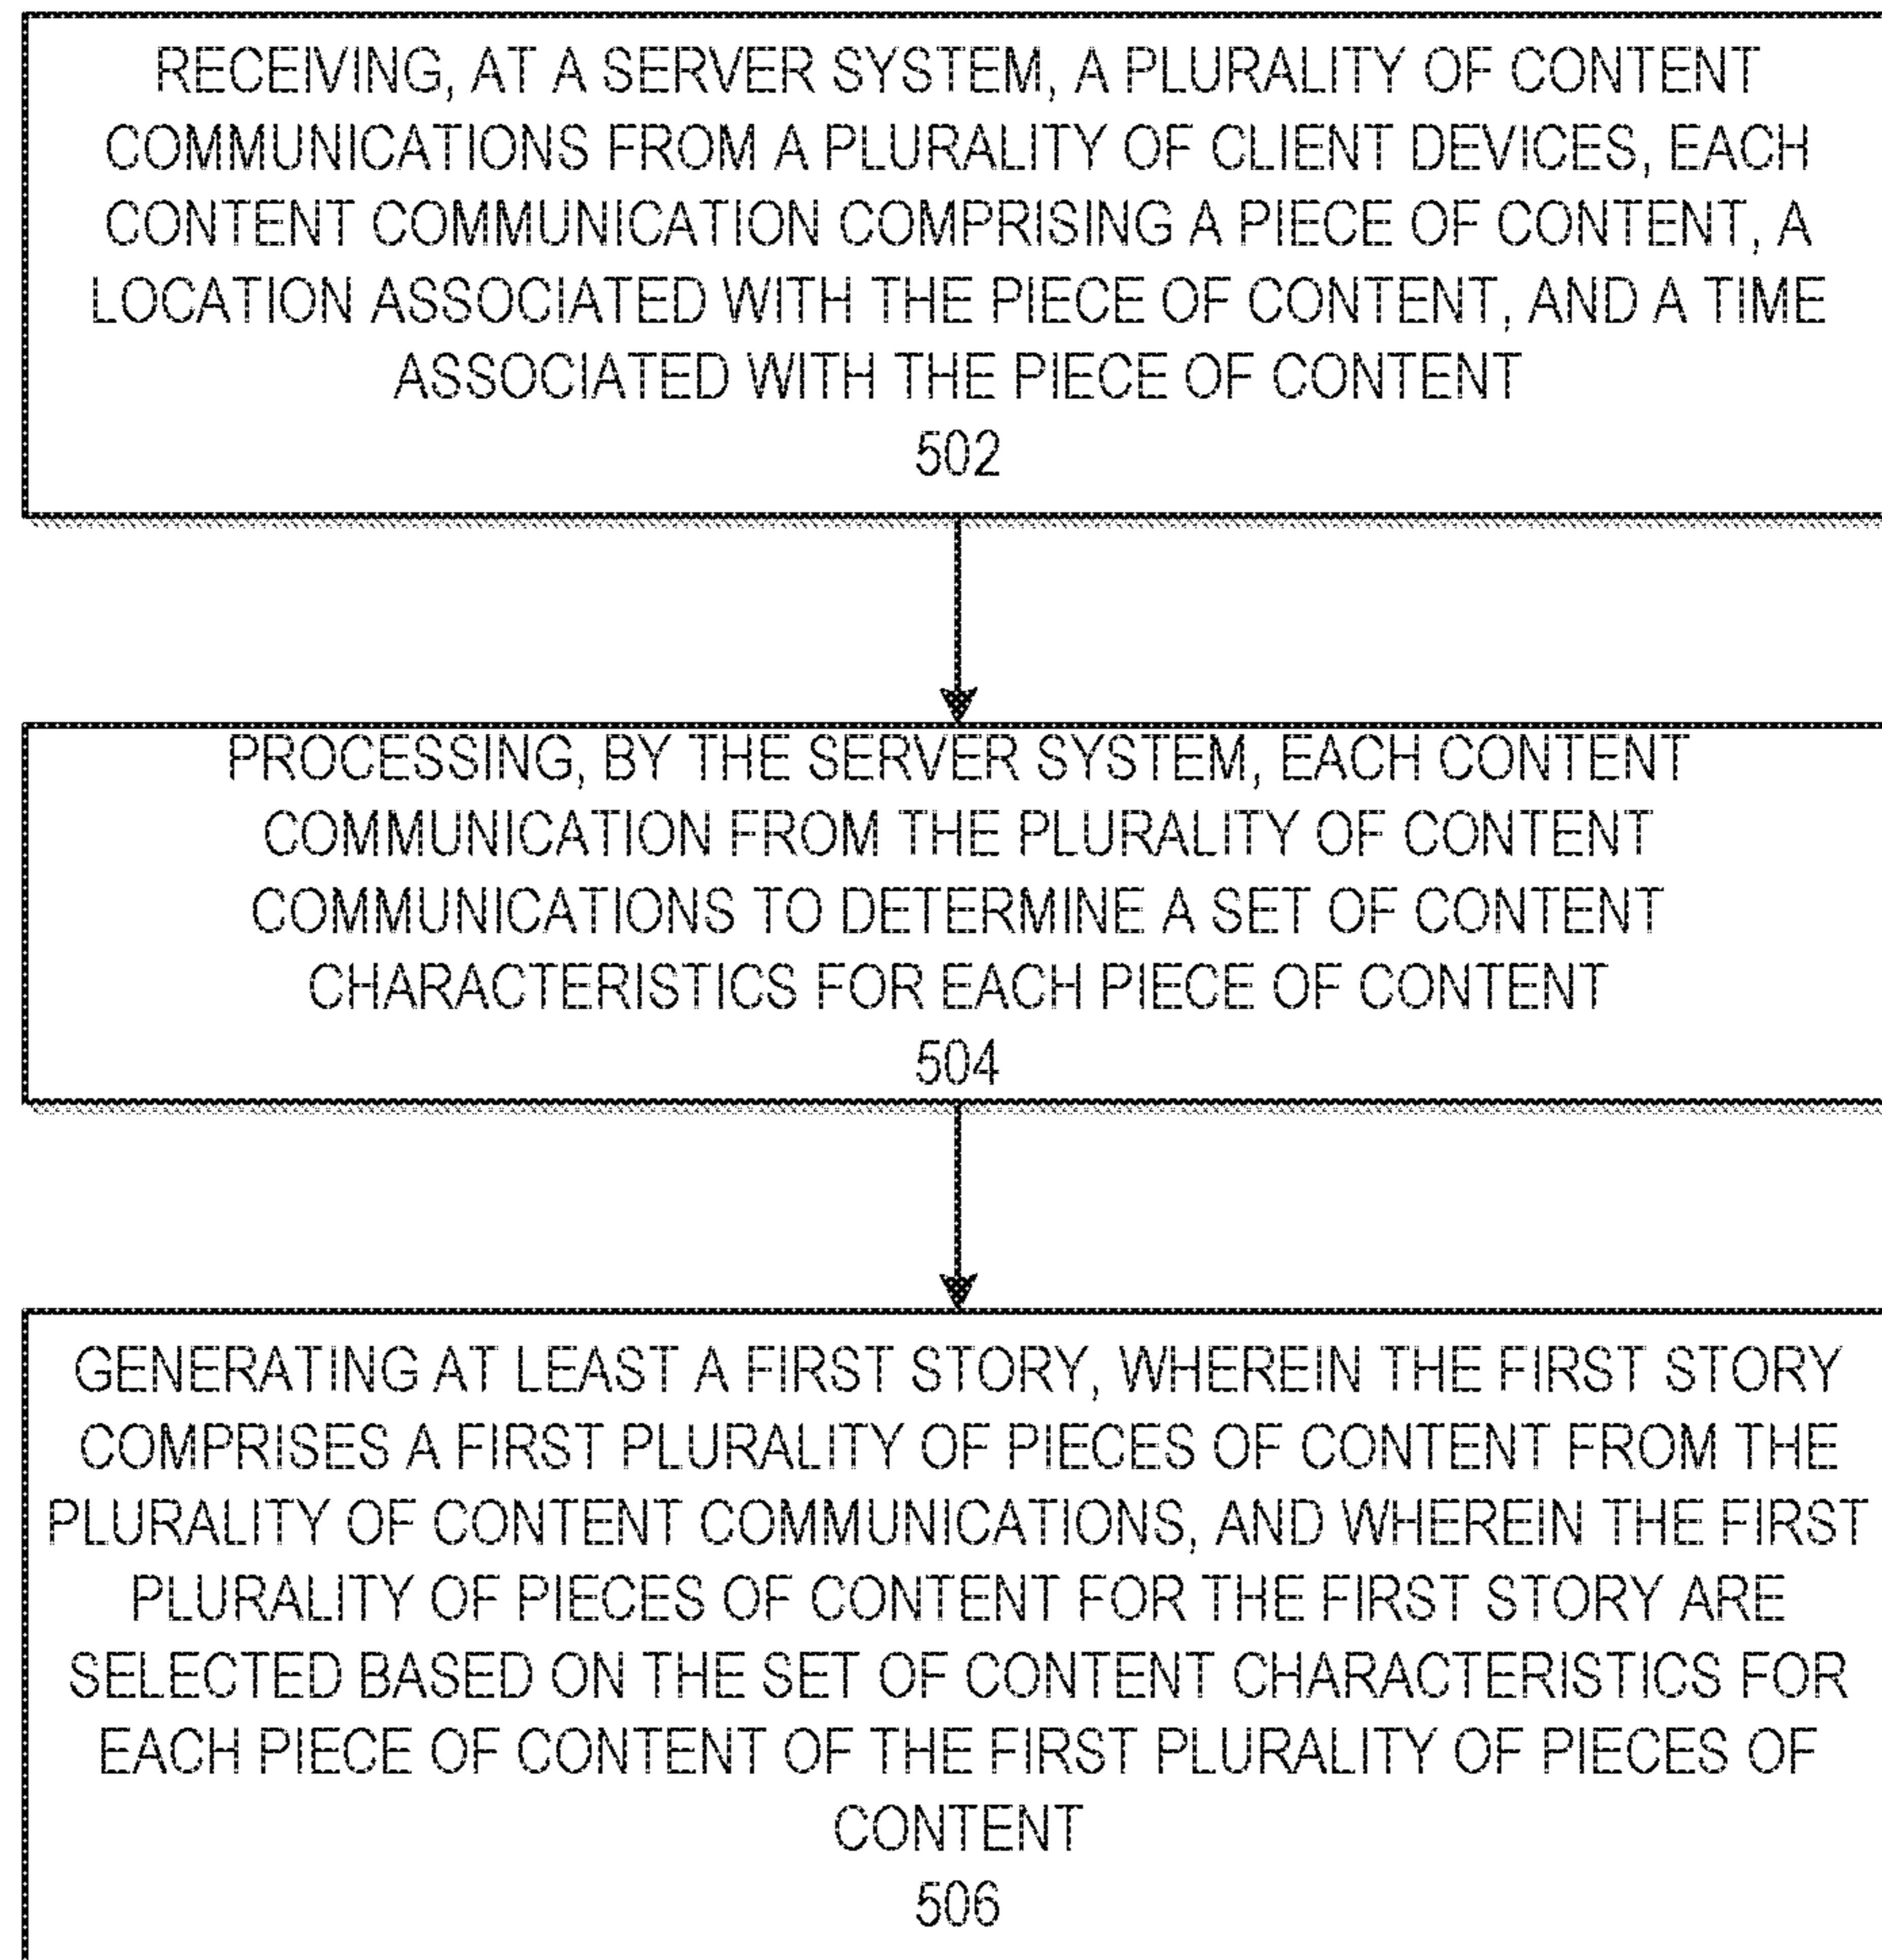 RECEIVING, AT A SERVER SYSTEM, A PLURALITY OF CONTENT
COMMUNICATIONS FROM A PLURALITY OF CLIENT DEVICES, EACH
CONTENT COMMUNICATION COMPRISING A PIECE OF CONTENT, A
LOCATION ASSOCIATED WITH THE PIECE OF CONTENT, AND A TIME
ASSOCIATED WITH THE PIECE OF CONTENT
502
PROCESSING, BY THE SERVER SYSTEM, EACH CONTENT
COMMUNICATION FROM THE PLURALITY OF CONTENT
COMMUNICATIONS TO DETERMINE A SET OF CONTENT
CHARACTERISTICS FOR EACH PIECE OF CONTENT
504
GENERATING AT LEAST A FIRST STORY, WHEREIN THE FIRST STORY
COMPRISES A FIRST PLURALITY OF PIECES OF CONTENT FROM THE
PLURALITY OF CONTENT COMMUNICATIONS, AND WHEREIN THE FIRST
PLURALITY OF PIECES OF CONTENT FOR THE FIRST STORY ARE
SELECTED BASED ON THE SET OF CONTENT CHARACTERISTICS FOR
EACH PIECE OF CONTENT OF THE FIRST PLURALITY OF PIECES OF
CONTENT
506